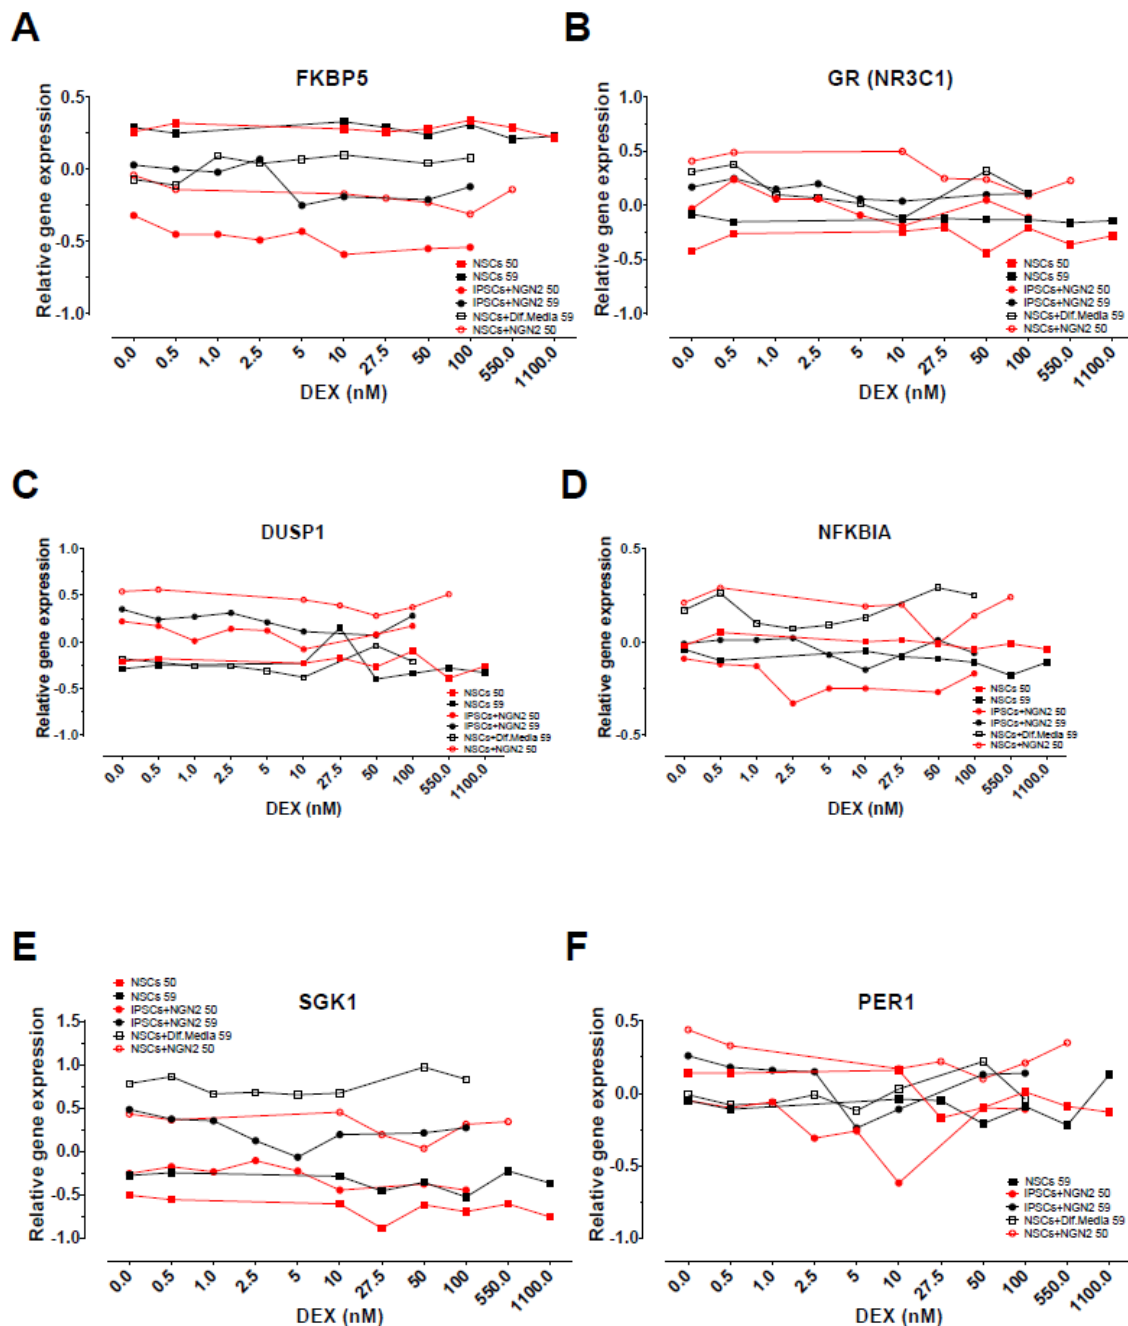 A
FKBP5
Relative gene expression
0.5
0.0
-0.5
-1.0
NSCs 50
NSCs 59
IPSCs+NGN2 50
IPSCs+NGN2 59
NSCs+Dif.Media 59
NSCs+NGN2 50
0.0 0.5 1.0 2.5 5 10 27.5 50 100 550.0 1100.0
DEX (nM)
B
GR (NR3C1)
Relative gene expression
1.0
0.5
0.0
-0.5
-1.0
NSCs 50
NSCs 59
IPSCs+NGN2 50
IPSCs+NGN2 59
NSCs+Dif.Media 59
NSCs+NGN2 50
0.0 0.5 1.0 2.5 5 10 27.5 50 100 550.0 1100.0
DEX (nM)
C
DUSP1
Relative gene expression
1.0
0.5
0.0
-0.5
-1.0
NSCs 50
NSCs 59
IPSCs+NGN2 50
IPSCs+NGN2 59
NSCs+Dif.Media 59
NSCs+NGN2 50
0.0 0.5 1.0 2.5 5 10 27.5 50 100 550.0 1100.0
DEX (nM)
D
NFKBIA
Relative gene expression
0.5
0.0
-0.5
NSCs 50
NSCs 59
IPSCs+NGN2 50
IPSCs+NGN2 59
NSCs+Dif.Media 59
NSCs+NGN2 50
0.0 0.5 1.0 2.5 5 10 27.5 50 100 550.0 1100.0
DEX (nM)
E
NSCs 50
NSCs 59
IPSCs+NGN2 50
IPSCs+NGN2 59
NSCs+Dif.Media 59
NSCs+NGN2 50
SGK1
Relative gene expression
1.5
1.0
0.5
0.0
-0.5
-1.0
0.0 0.5 1.0 2.5 5 10 27.5 50 100 550.0 1100.0
DEX (nM)
F
PER1
Relative gene expression
0.5
0.0
-0.5
-1.0
NSCs 59
IPSCs+NGN2 50
IPSCs+NGN2 59
NSCs+Dif.Media 59
NSCs+NGN2 50
0.0 0.5 1.0 2.5 5 10 27.5 50 100 550.0 1100.0
DEX (nM)